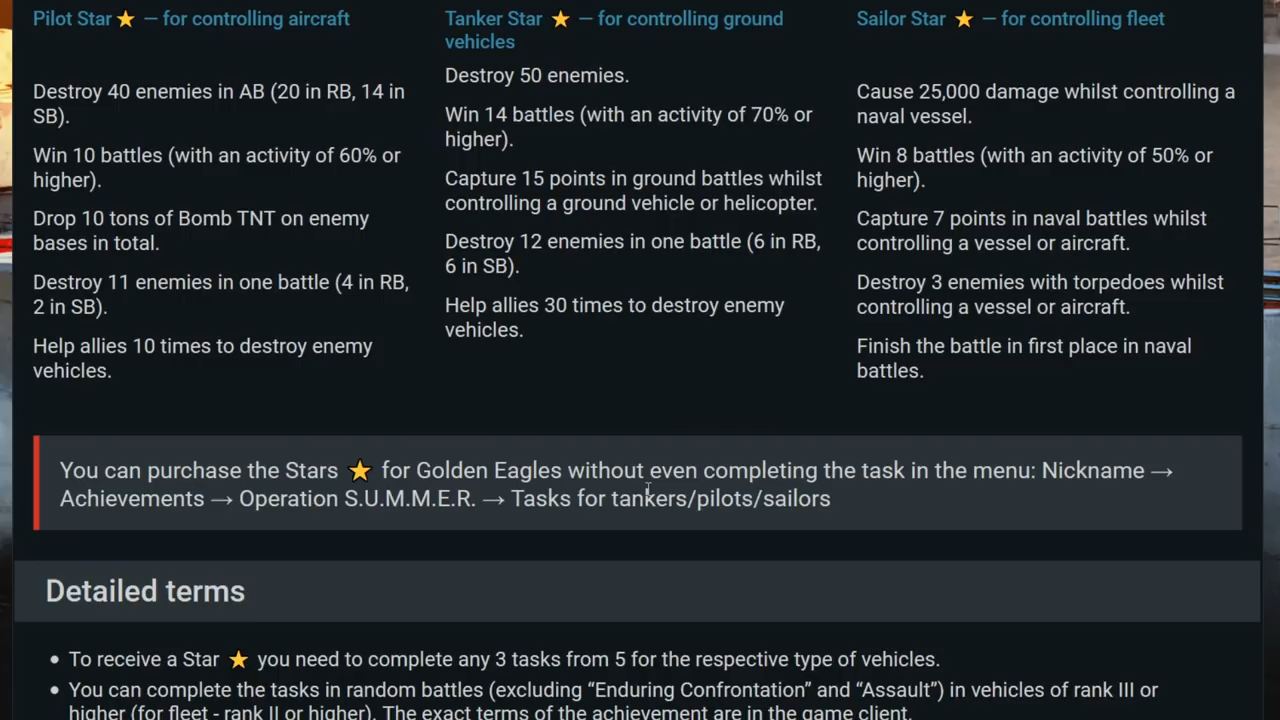 Pilot Star ⭐ — for controlling aircraft
Destroy 40 enemies in AB (20 in RB, 14 in
SB).
Win 10 battles (with an activity of 60% or
higher).
Drop 10 tons of Bomb TNT on enemy
bases in total.
Destroy 11 enemies in one battle (4 in RB,
2 in SB).
Help allies 10 times to destroy enemy
vehicles.
Tanker Star ⭐ — for controlling ground
vehicles
Destroy 50 enemies.
Win 14 battles (with an activity of 70% or
higher).
Capture 15 points in ground battles whilst
controlling a ground vehicle or helicopter.
Destroy 12 enemies in one battle (6 in RB,
6 in SB).
Help allies 30 times to destroy enemy
vehicles.
Sailor Star ⭐ — for controlling fleet
Cause 25,000 damage whilst controlling a
naval vessel.
Win 8 battles (with an activity of 50% or
higher).
Capture 7 points in naval battles whilst
controlling a vessel or aircraft.
Destroy 3 enemies with torpedoes whilst
controlling a vessel or aircraft.
Finish the battle in first place in naval
battles.
You can purchase the Stars ⭐ for Golden Eagles without even completing the task in the menu: Nickname →
Achievements → Operation S.U.M.M.E.R. → Tasks for tankers/pilots/sailors
Detailed terms
• To receive a Star ⭐ you need to complete any 3 tasks from 5 for the respective type of vehicles.
• You can complete the tasks in random battles (excluding “Enduring Confrontation” and “Assault”) in vehicles of rank III or
higher (for fleet - rank II or higher). The exact terms of the achievement are in the game client.